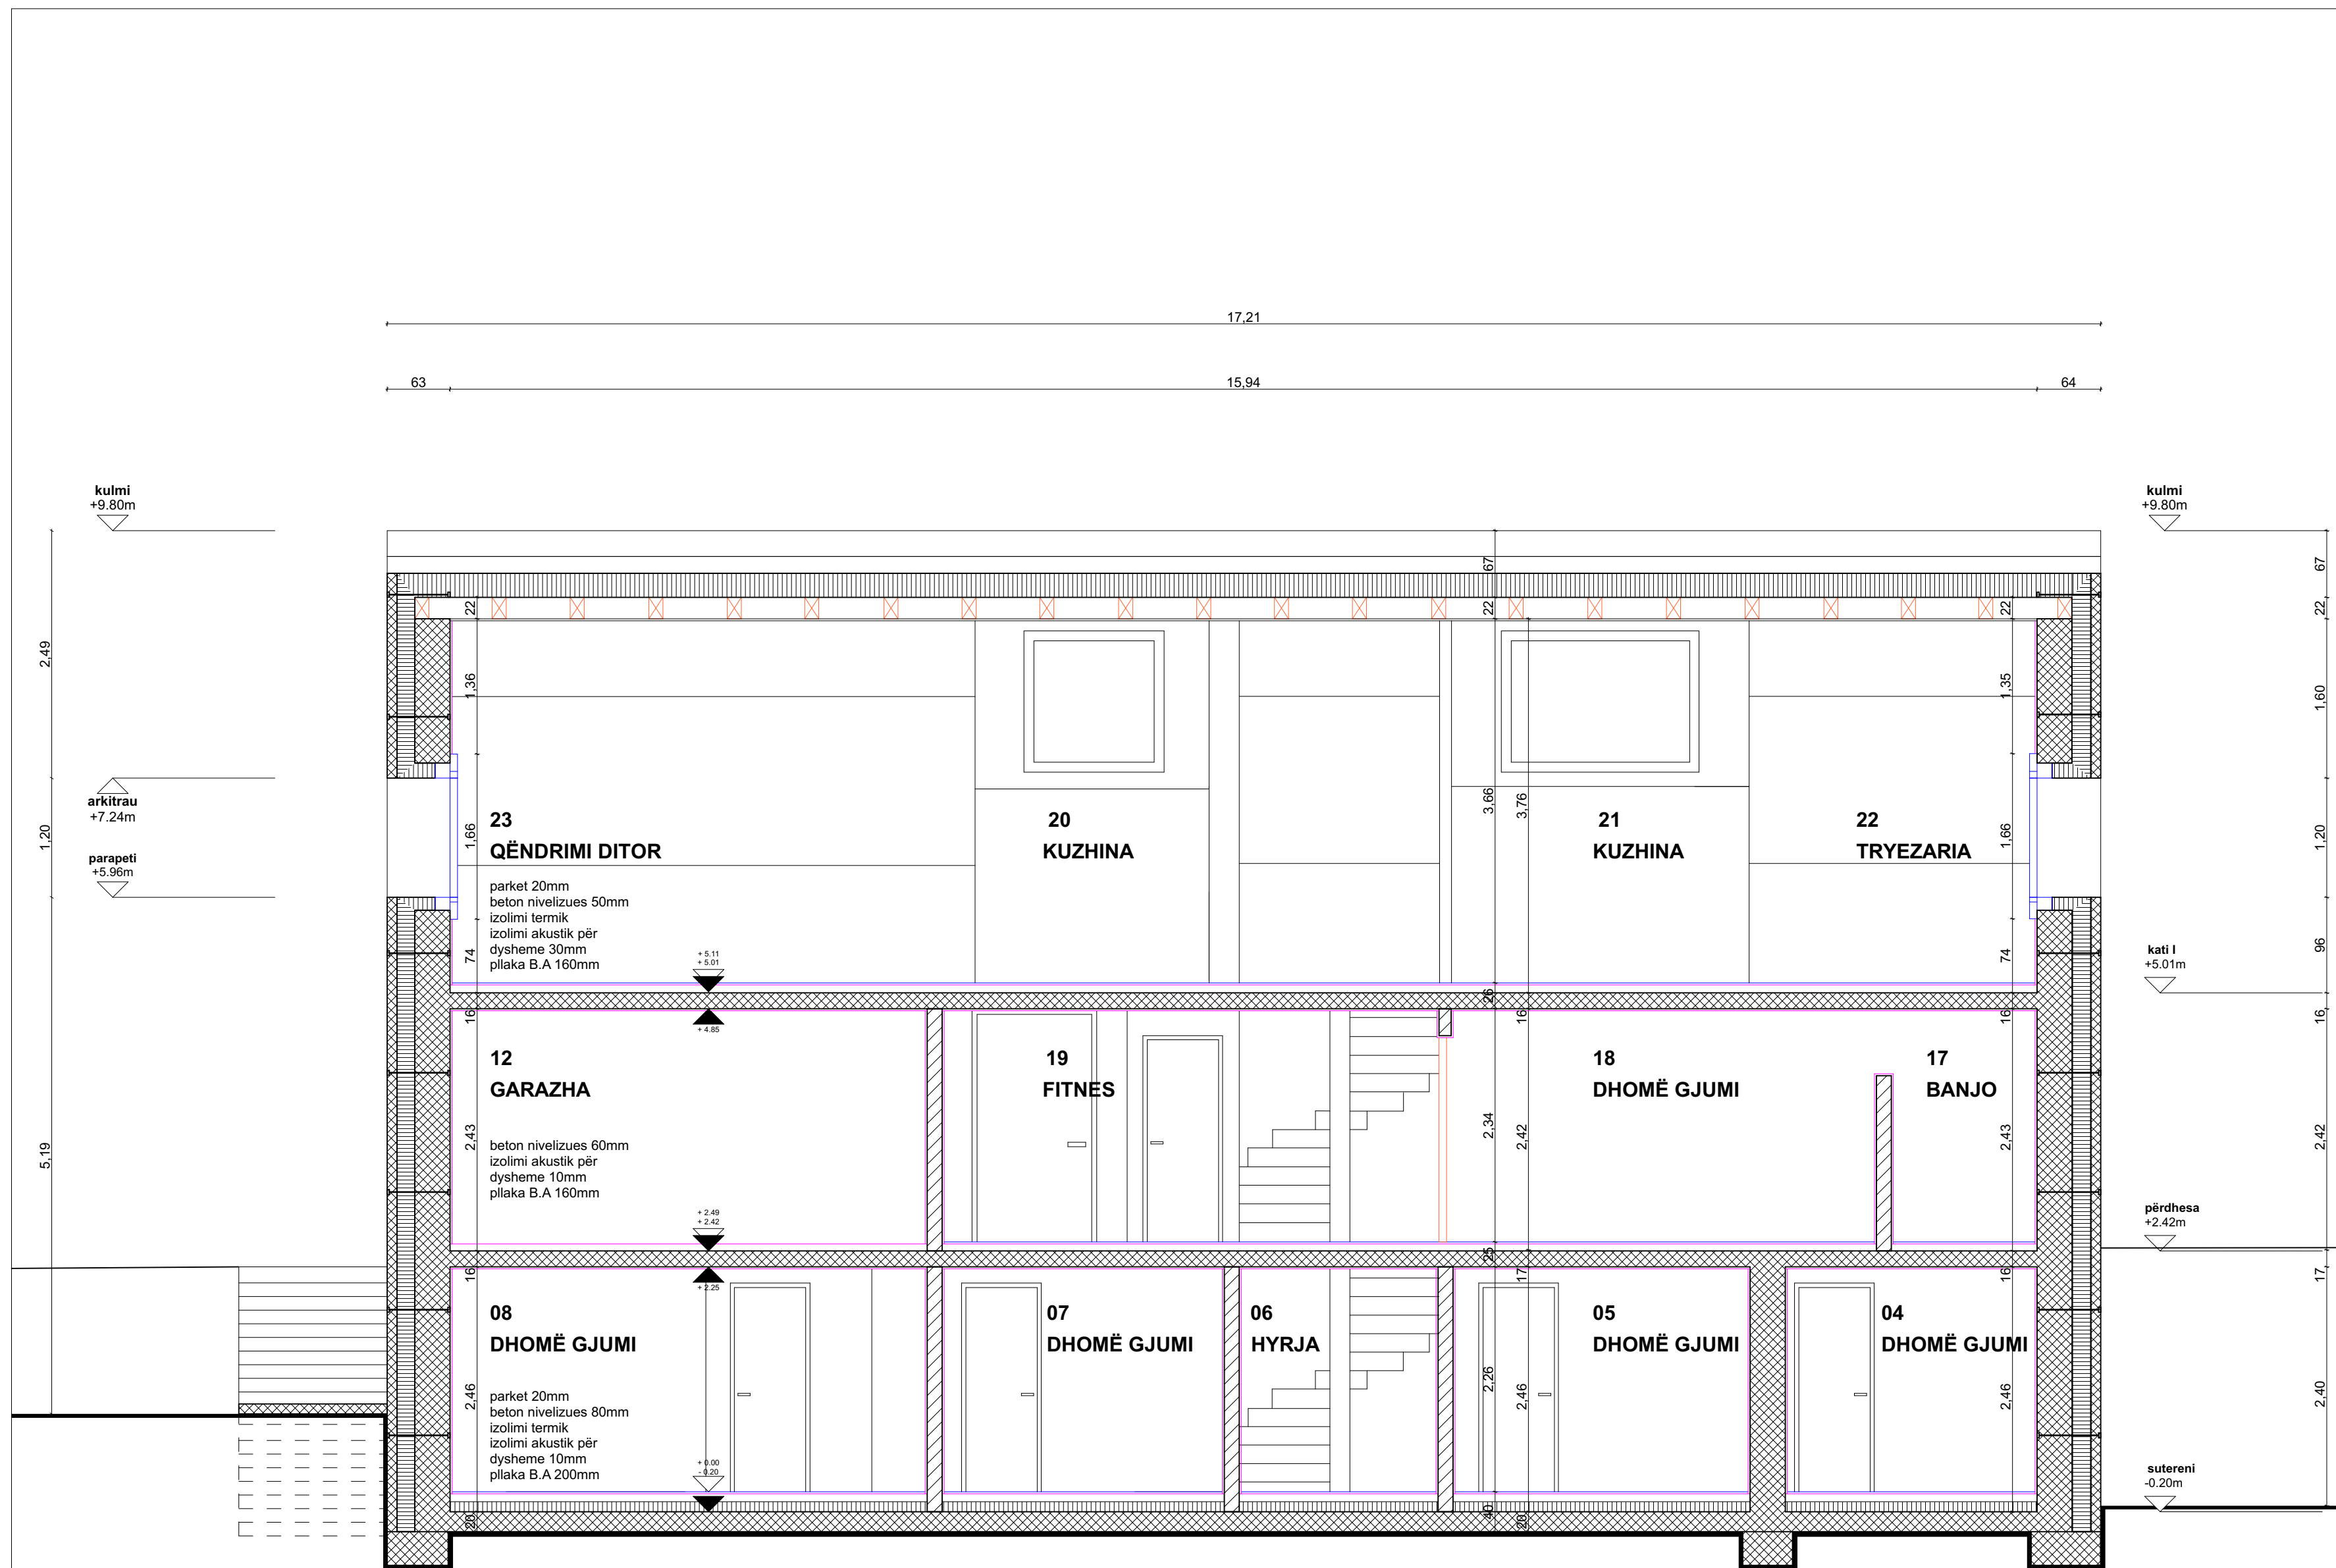 17,21
63
15,94
64
kulmi
+9.80m
kulmi
+9.80m
67
67
22
22
22
22
2,49
1,36
1,35
1,60
arkitrau
+7.24m
1,20
parapeti
+5.96m
23
QËNDRIMI DITOR
20
KUZHINA
21
KUZHINA
22
TRYEZARIA
1,66
3,66
3,76
1,66
1,20
parket 20mm
beton nivelizues 50mm
izolimi termik
izolimi akustik për
dysheme 30mm
pllaka B.A 160mm
74
+ 5.11
+ 5.01
74
96
kati I
+5.01m
26
16
+ 4.85
16
16
16
12
GARAZHA
19
FITNES
18
DHOMË GJUMI
17
BANJO
5,19
2,43
2,34
2,42
2,43
2,42
beton nivelizues 60mm
izolimi akustik për
dysheme 10mm
pllaka B.A 160mm
+ 2.49
+ 2.42
përdhesa
+2.42m
25
16
+ 2.25
17
16
17
08
DHOMË GJUMI
07
DHOMË GJUMI
06
HYRJA
05
DHOMË GJUMI
04
DHOMË GJUMI
2,46
2,26
2,46
2,46
2,40
parket 20mm
beton nivelizues 80mm
izolimi termik
izolimi akustik për
dysheme 10mm
pllaka B.A 200mm
+ 0.00
- 0.20
sutereni
-0.20m
20
40
20